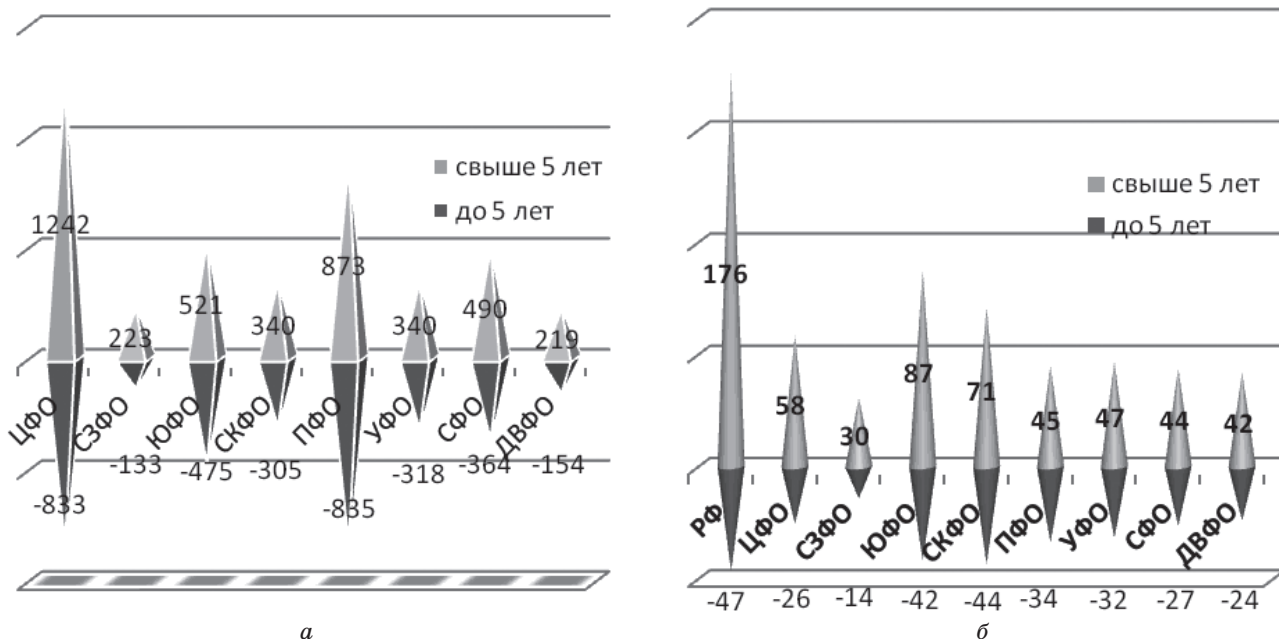 свыше 5 лет
до 5 лет
1242
223
521
340
873
340
490
219
ЦФО
СЗФО
ЮФО
СКФО
ПФО
УФО
СФО
ДВФО
-833
-133
-475
-305
-835
-318
-364
-154
а
свыше 5 лет
до 5 лет
176
58
30
87
71
45
47
44
42
РФ
ЦФО
СЗФО
ЮФО
СКФО
ПФО
УФО
СФО
ДВФО
-47
-26
-14
-42
-44
-34
-32
-27
-24
б